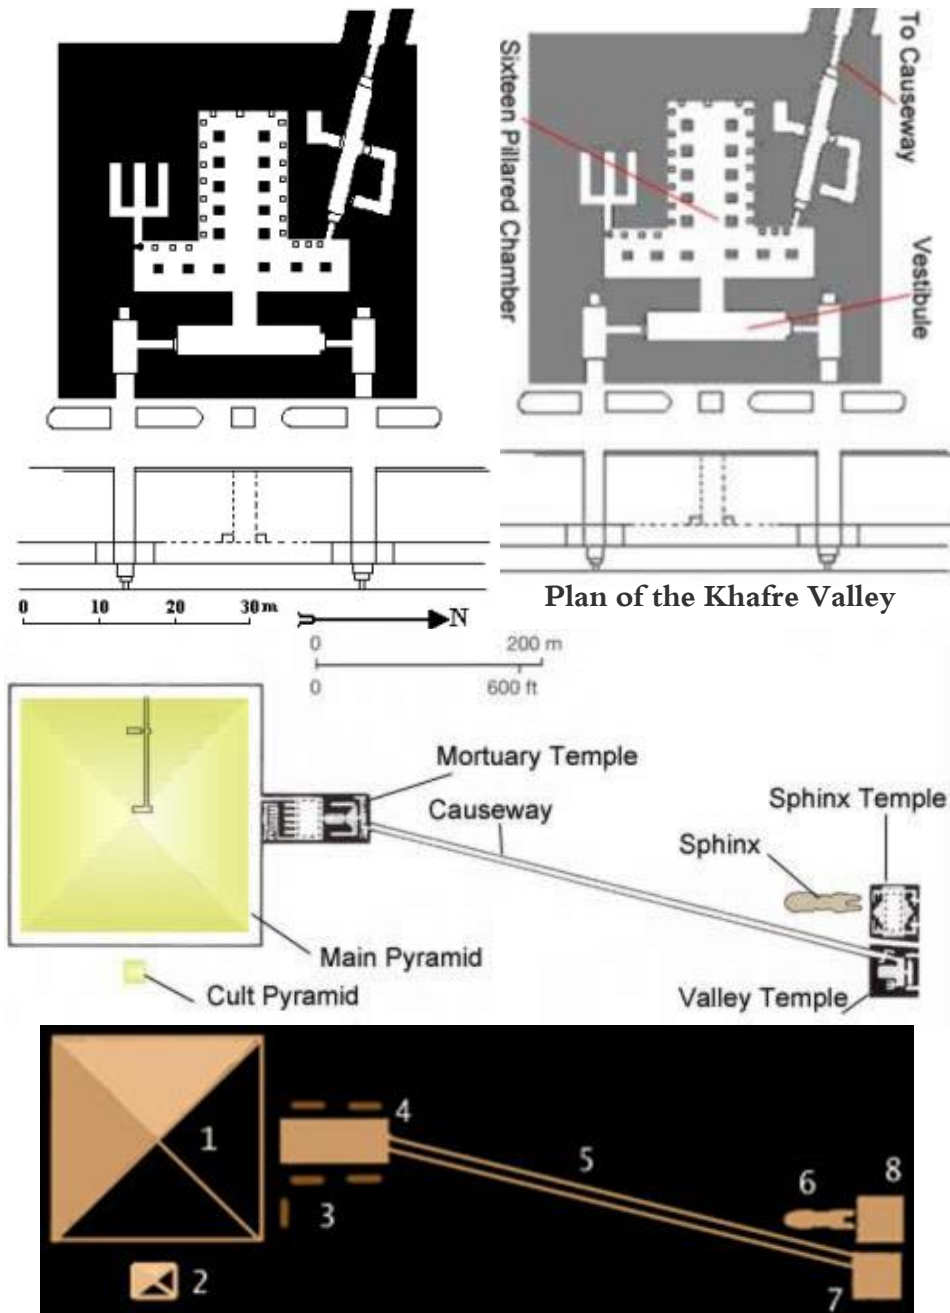 To Causeway
Sixteen Pillared Chamber
Vestibule
0 10 20 30m
N
Plan of the Khafre Valley
0 200 m
0 600 ft
Mortuary Temple
Causeway
Sphinx Temple
Sphinx
Main Pyramid
Cult Pyramid
Valley Temple
1
4
5
6
8
3
2
7